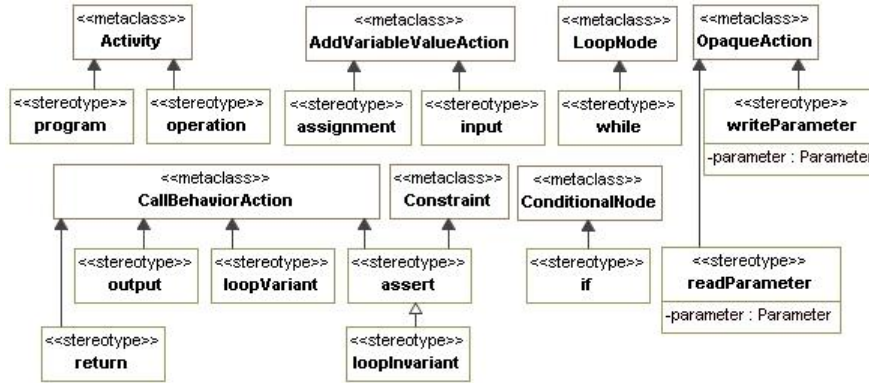 <<metaclass>>
Activity
<<metaclass>>
AddVariableValueAction
<<metaclass>>
LoopNode
<<metaclass>>
OpaqueAction
<<stereotype>>
program
<<stereotype>>
operation
<<stereotype>>
assignment
<<stereotype>>
input
<<stereotype>>
while
<<stereotype>>
writeParameter
-parameter : Parameter
<<metaclass>>
CallBehaviorAction
<<metaclass>>
Constraint
<<metaclass>>
ConditionalNode
<<stereotype>>
output
<<stereotype>>
loopVariant
<<stereotype>>
assert
<<stereotype>>
if
<<stereotype>>
readParameter
-parameter : Parameter
<<stereotype>>
return
<<stereotype>>
loopInvariant